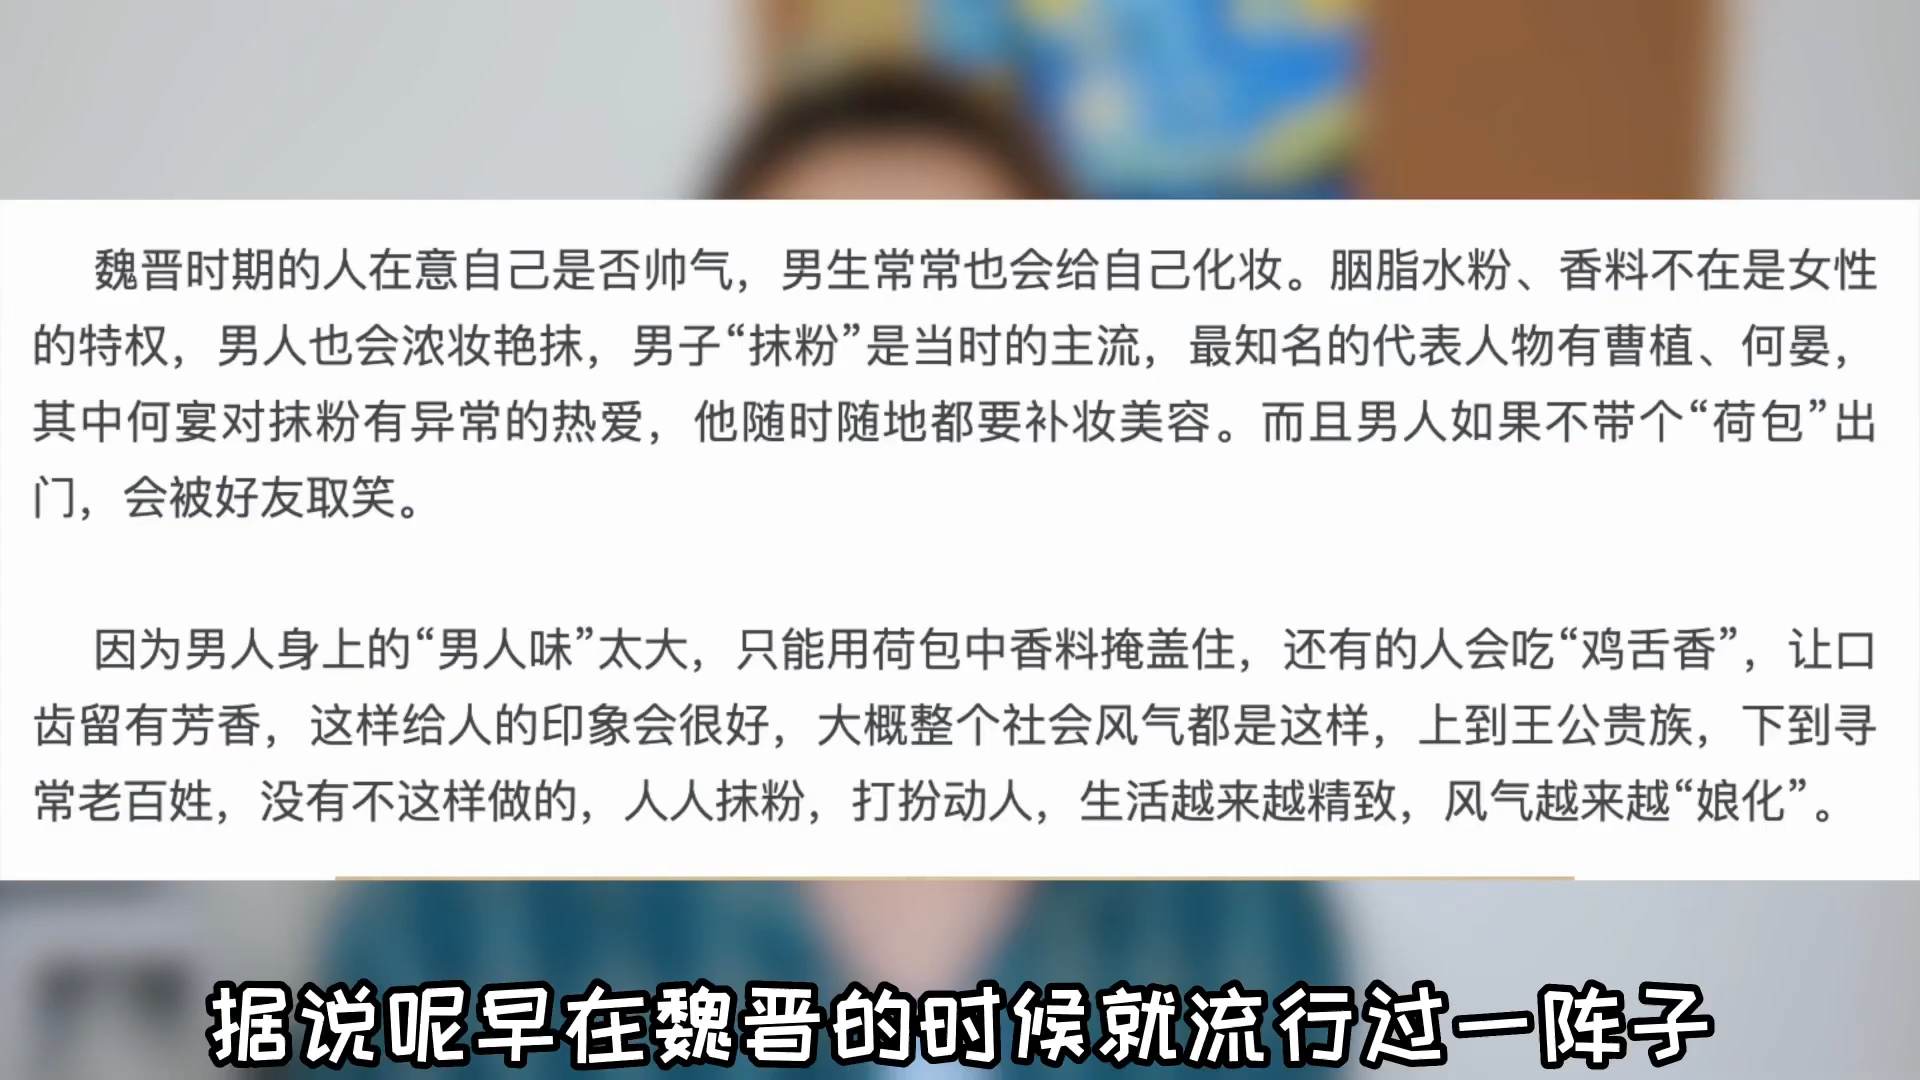 魏晋时期的人在意自己是否帅气，男生常常也会给自己化妆。胭脂水粉、香料不在是女性
的特权，男人也会浓妆艳抹，男子“抹粉”是当时的主流，最知名的代表人物有曹植、何晏，
其中何宴对抹粉有异常的热爱，他随时随地都要补妆美容。而且男人如果不带个“荷包”出
门，会被好友取笑。
因为男人身上的“男人味”太大，只能用荷包中香料掩盖住，还有的人会吃“鸡舌香”，让口
齿留有芳香，这样给人的印象会很好，大概整个社会风气都是这样，上到王公贵族，下到寻
常老百姓，没有不这样做的，人人抹粉，打扮动人，生活越来越精致，风气越来越“娘化”。
据说呢早在魏晋的时候就流行过一阵子